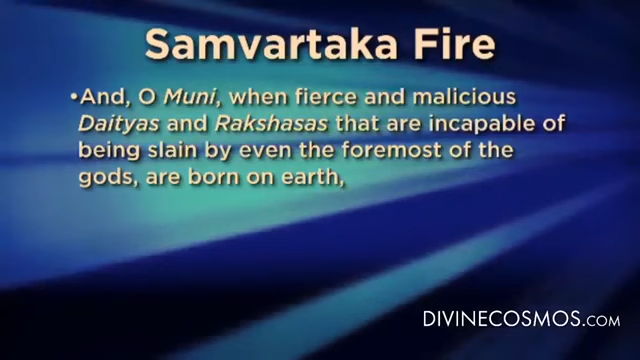 Samvartaka Fire
•And, O Muni, when fierce and malicious
Daityas and Rakshasas that are incapable of
being slain by even the foremost of the
gods, are born on earth,
DIVINECOSMOS.COM